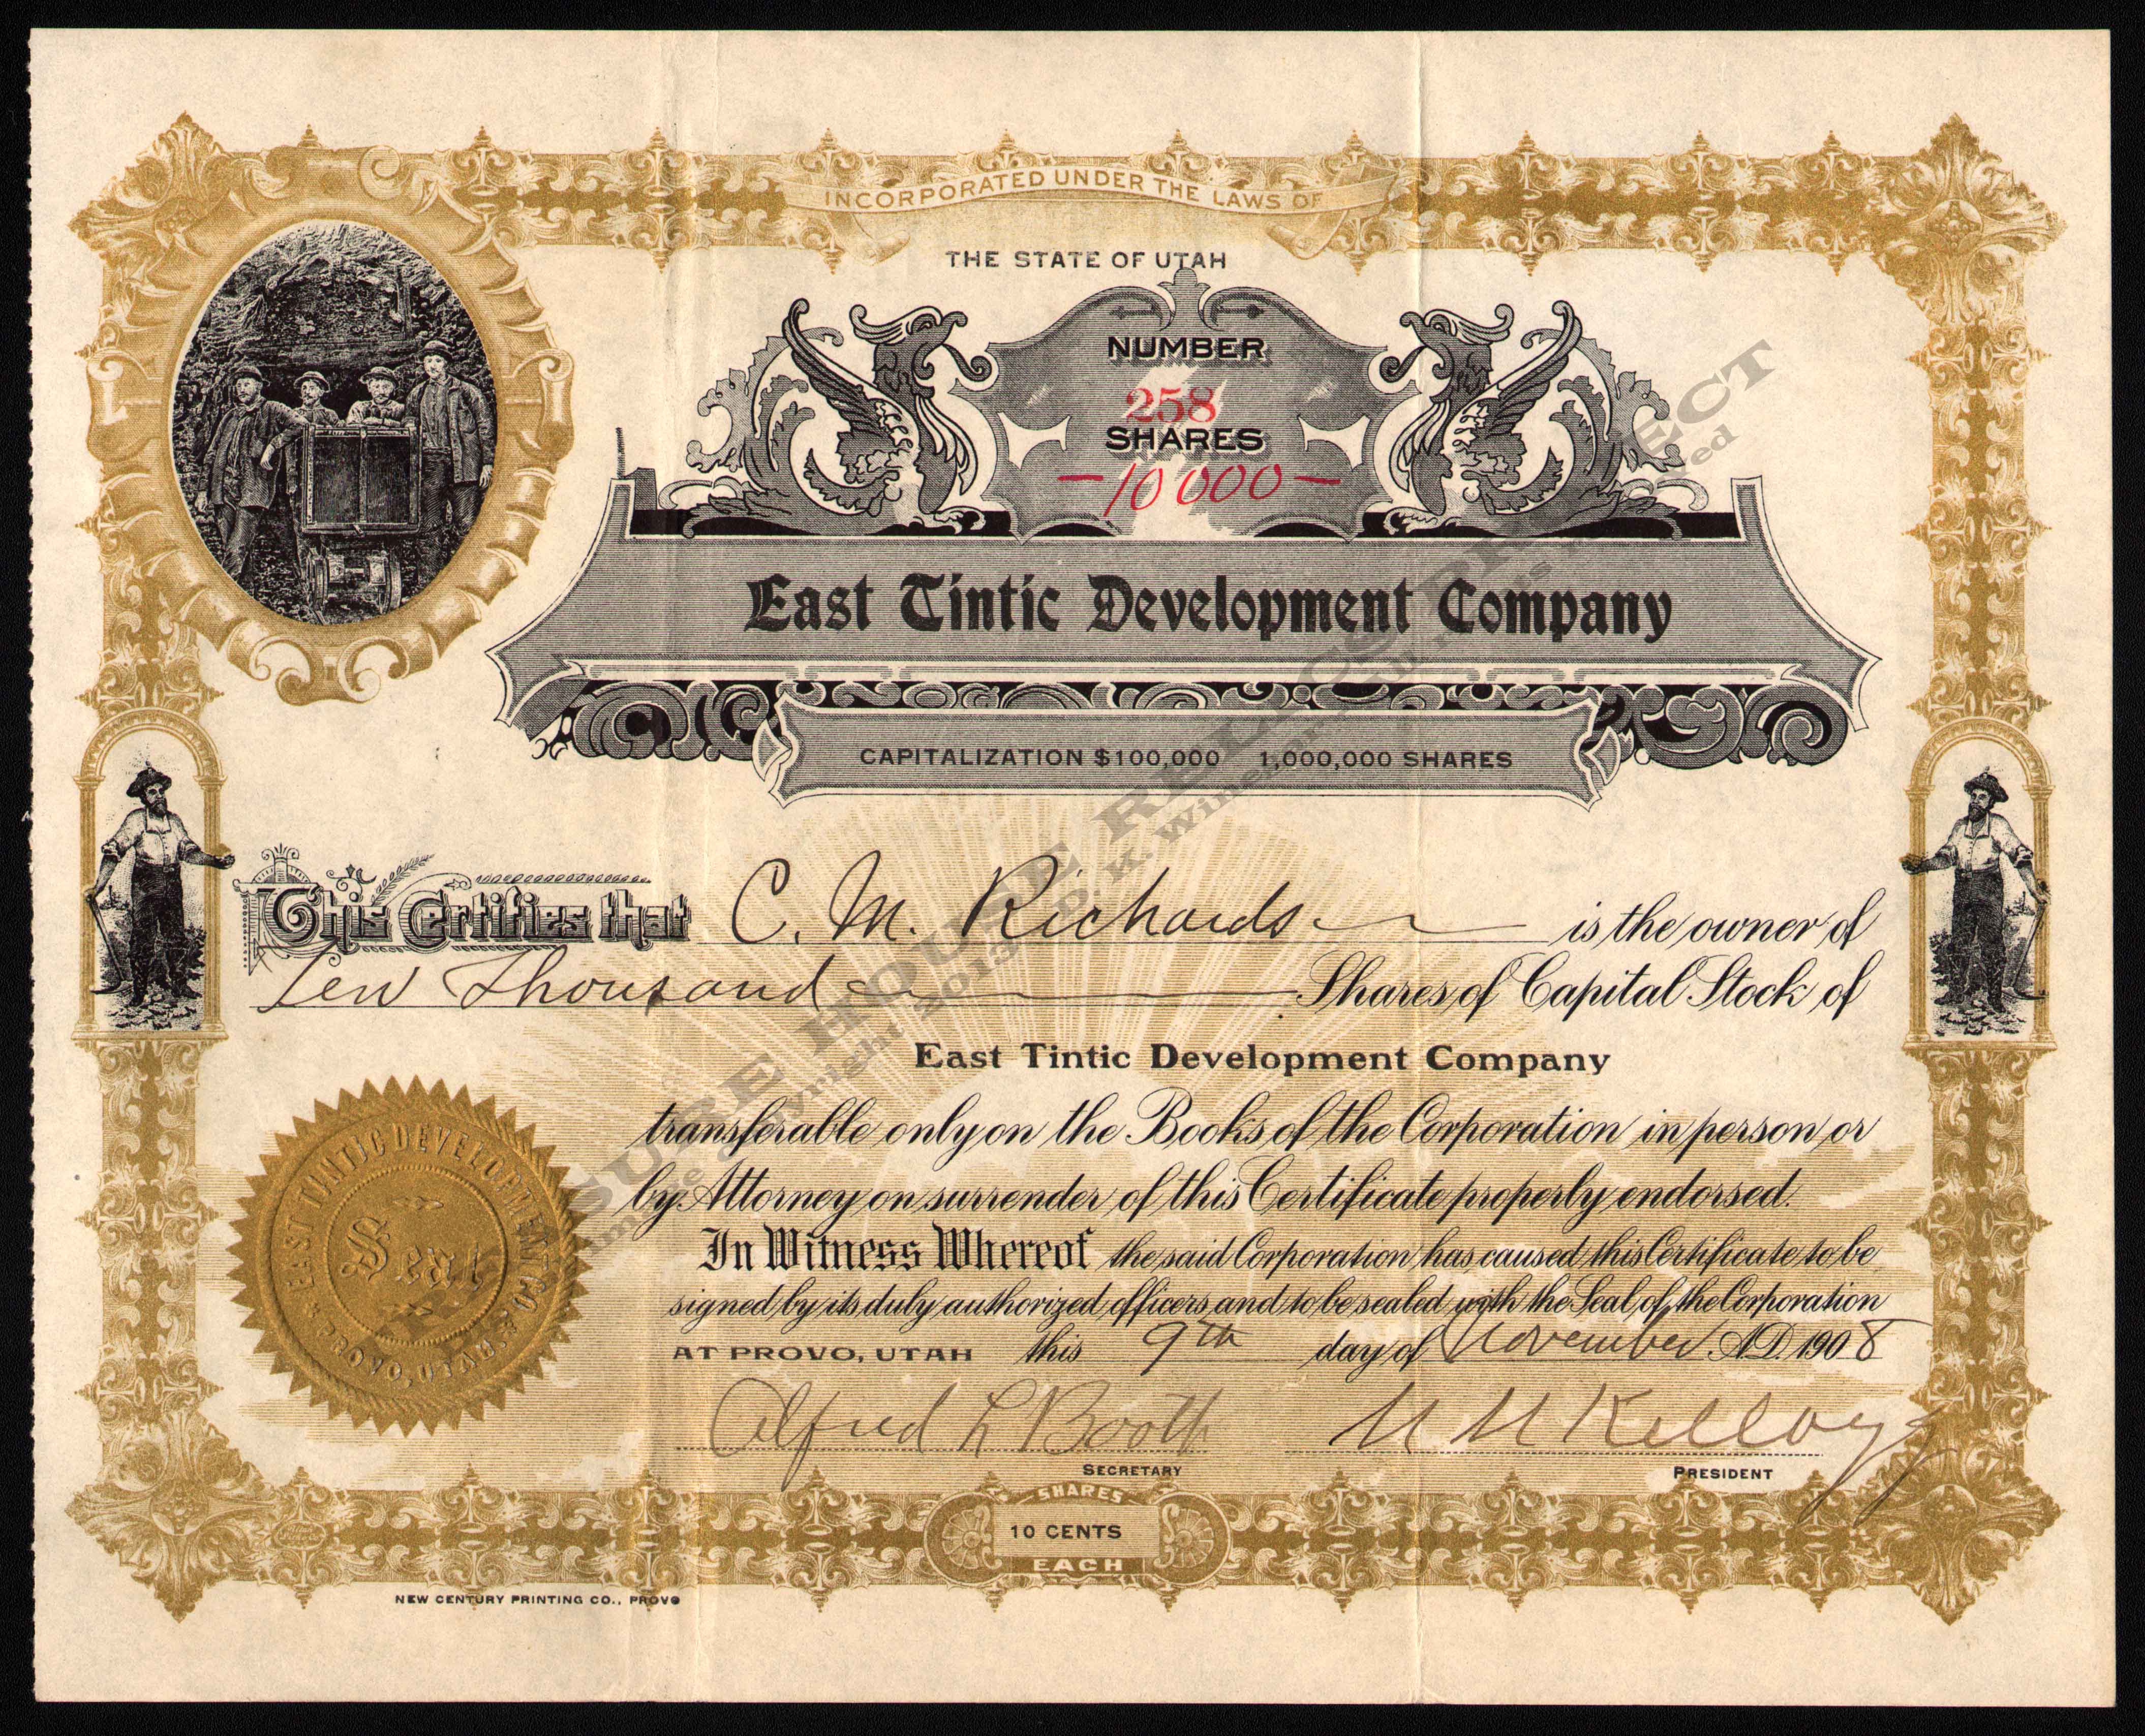 INCORPORATED UNDER THE LAWS OF
THE STATE OF UTAH
NUMBER
258
SHARES
—10000—
East Tintic Development Company
CAPITALIZATION $100,000 1,000,000 SHARES
This Certifies that C. M. Richards is the owner of
Ten Thousand Shares of Capital Stock of
East Tintic Development Company
transferable only on the Books of the Corporation in person or
by Attorney on surrender of this Certificate properly endorsed.
In Witness Whereof the said Corporation has caused this Certificate to be
signed by its duly authorized officers and to be sealed with the Seal of the Corporation
AT PROVO, UTAH this 9th day of November A.D. 1908
EAST TINTIC DEVELOPMENT CO.
Seal
PROVO, UTAH.
Alfred L Booth
SECRETARY
Kellogg
PRESIDENT
SHARES
10 CENTS
EACH
NEW CENTURY PRINTING CO., PROVO
HOUSE RELICS
2013